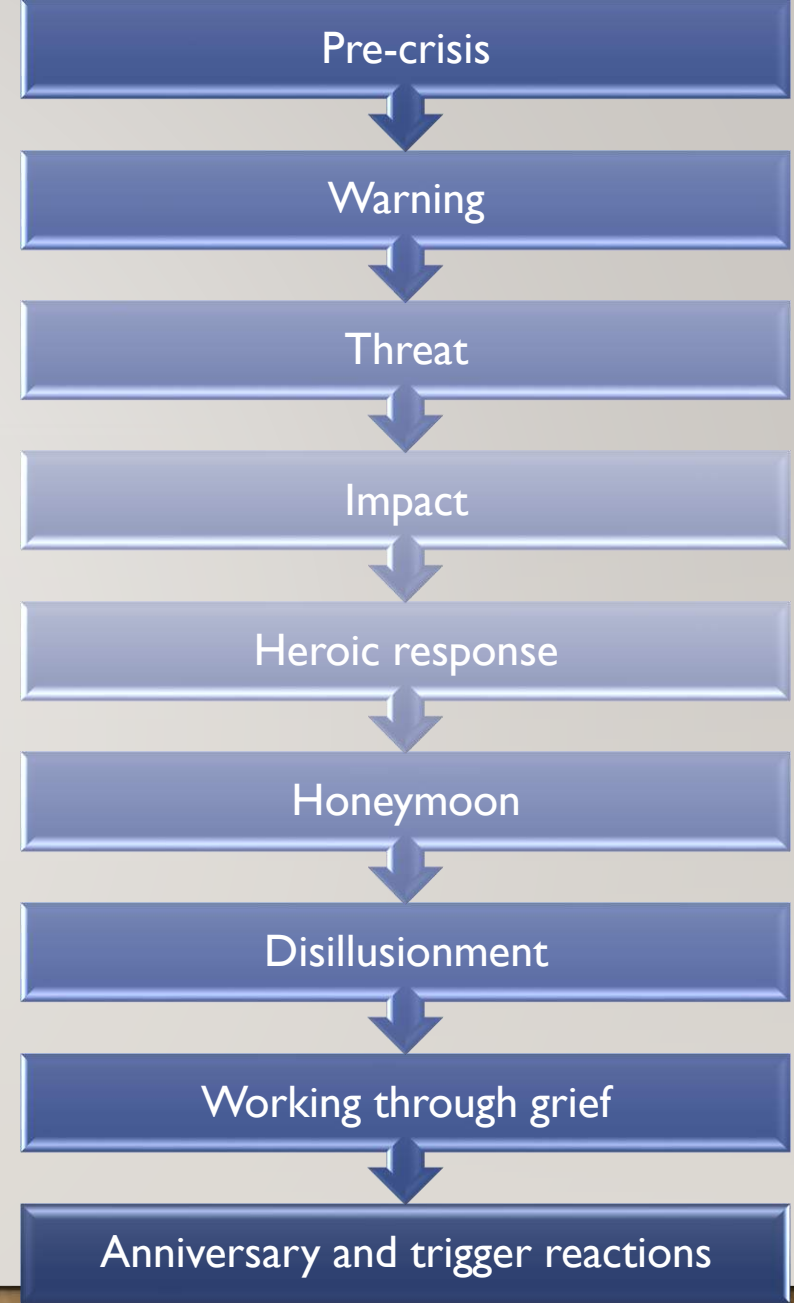 Pre-crisis
Warning
Threat
Impact
Heroic response
Honeymoon
Disillusionment
Working through grief
Anniversary and trigger reactions